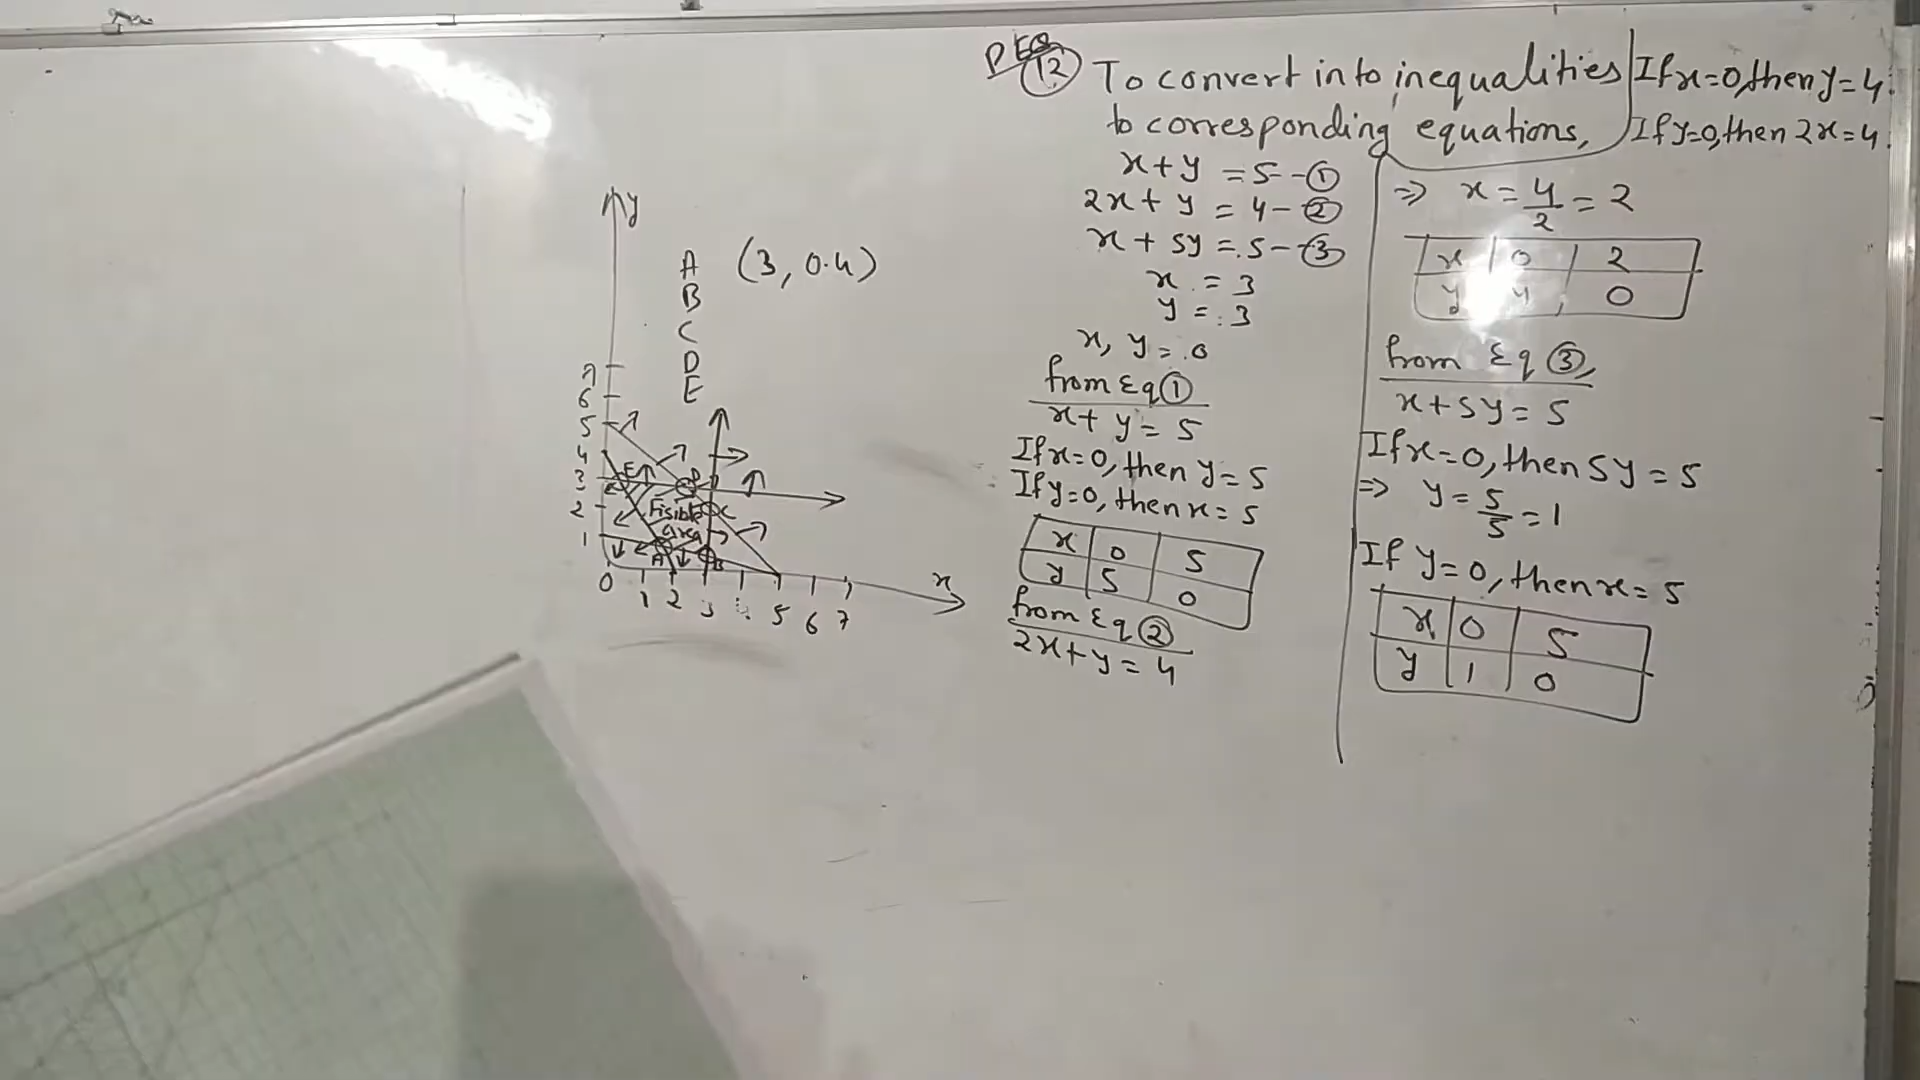 (12) To convert in to inequalities
to corresponding equations,
x + y = 5 - ①
2x + y = 4 - ②
x + 5y = 5 - ③
x = 3
y = 3
x, y = 0
from Eq ①
x + y = 5
If x=0, then y = 5
If y=0, then x = 5
x 0 5
y 5 0
from Eq ②
2x + y = 4
If x=0, then y = 4
If y=0, then 2x = 4
⇒ x = 4/2 = 2
x 0 2
y 4 0
from Eq ③,
x + 5y = 5
If x=0, then 5y = 5
⇒ y = 5/5 = 1
If y=0, then x = 5
x 0 5
y 1 0
y
A (3, 0.4)
B
C
D
E
7
6
5
4
3 E D
2 Fisible C
area
1 A B
0 1 2 3 4 5 6 7 x